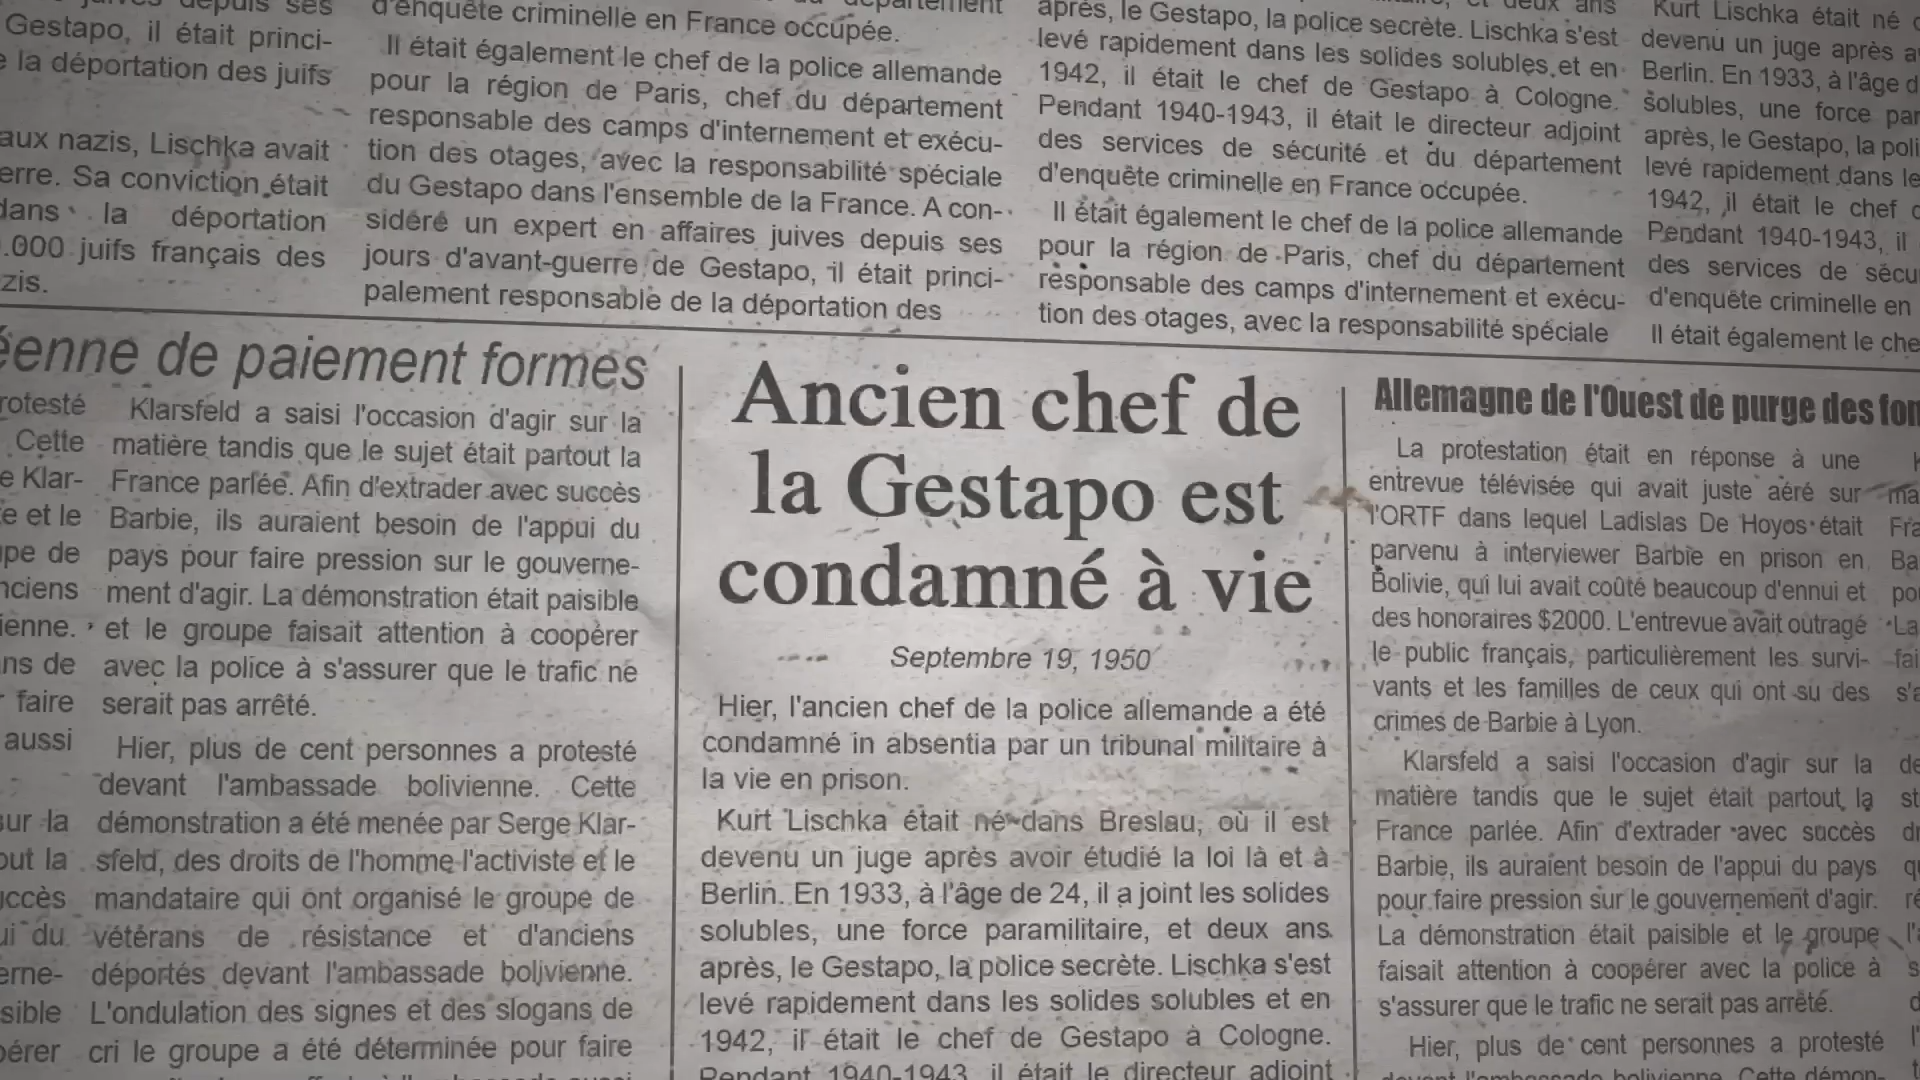 depuis ses
Gestapo, il était princi-
la déportation des juifs
aux nazis, Lischka avait
erre. Sa conviction était
dans la déportation
.000 juifs français des
zis.
d'enquête criminelle en France occupée.
Il était également le chef de la police allemande
pour la région de Paris, chef du département
responsable des camps d'internement et exécu-
tion des otages, avec la responsabilité spéciale
du Gestapo dans l'ensemble de la France. A con-
sidéré un expert en affaires juives depuis ses
jours d'avant-guerre de Gestapo, il était princi-
palement responsable de la déportation des
après, le Gestapo, la police secrète. Lischka s'est
levé rapidement dans les solides solubles et en
1942, il était le chef de Gestapo à Cologne.
Pendant 1940-1943, il était le directeur adjoint
des services de sécurité et du département
d'enquête criminelle en France occupée.
Il était également le chef de la police allemande
pour la région de Paris, chef du département
responsable des camps d'internement et exécu-
tion des otages, avec la responsabilité spéciale
Kurt Lischka était né
devenu un juge après a
Berlin. En 1933, à l'âge d
solubles, une force par
après, le Gestapo, la poli
levé rapidement dans le
1942, il était le chef
Pendant 1940-1943, il
des services de sécu
d'enquête criminelle en
Il était également le che
éenne de paiement formes
rotesté
Cette
e Klar-
e et le
upe de
nciens
ienne.
ns de
faire
aussi
sur la
out la
uccès
ui du
erne-
sible
pérer
Klarsfeld a saisi l'occasion d'agir sur la
matière tandis que le sujet était partout la
France parlée. Afin d'extrader avec succès
Barbie, ils auraient besoin de l'appui du
pays pour faire pression sur le gouverne-
ment d'agir. La démonstration était paisible
et le groupe faisait attention à coopérer
avec la police à s'assurer que le trafic ne
serait pas arrêté.
Hier, plus de cent personnes a protesté
devant l'ambassade bolivienne. Cette
démonstration a été menée par Serge Klar-
sfeld, des droits de l'homme l'activiste et le
mandataire qui ont organisé le groupe de
vétérans de résistance et d'anciens
déportés devant l'ambassade bolivienne.
L'ondulation des signes et des slogans de
cri le groupe a été déterminée pour faire
Ancien chef de
la Gestapo est
condamné à vie
Septembre 19, 1950
Hier, l'ancien chef de la police allemande a été
condamné in absentia par un tribunal militaire à
la vie en prison.
Kurt Lischka était né dans Breslau, où il est
devenu un juge après avoir étudié la loi là et à
Berlin. En 1933, à l'âge de 24, il a joint les solides
solubles, une force paramilitaire, et deux ans
après, le Gestapo, la police secrète. Lischka s'est
levé rapidement dans les solides solubles et en
1942, il était le chef de Gestapo à Cologne.
Pendant 1940-1943, il était le directeur adjoint
Allemagne de l'Ouest de purge des fon
La protestation était en réponse à une
entrevue télévisée qui avait juste aéré sur
l'ORTF dans lequel Ladislas De Hoyos était
parvenu à interviewer Barbie en prison en
Bolivie, qui lui avait coûté beaucoup d'ennui et
des honoraires $2000. L'entrevue avait outragé
le public français, particulièrement les survi-
vants et les familles de ceux qui ont su des
crimes de Barbie à Lyon.
Klarsfeld a saisi l'occasion d'agir sur la
matière tandis que le sujet était partout la
France parlée. Afin d'extrader avec succès
Barbie, ils auraient besoin de l'appui du pays
pour faire pression sur le gouvernement d'agir.
La démonstration était paisible et le groupe
faisait attention à coopérer avec la police à
s'assurer que le trafic ne serait pas arrêté.
Hier, plus de cent personnes a protesté
devant l'ambassade bolivienne. Cette démon-